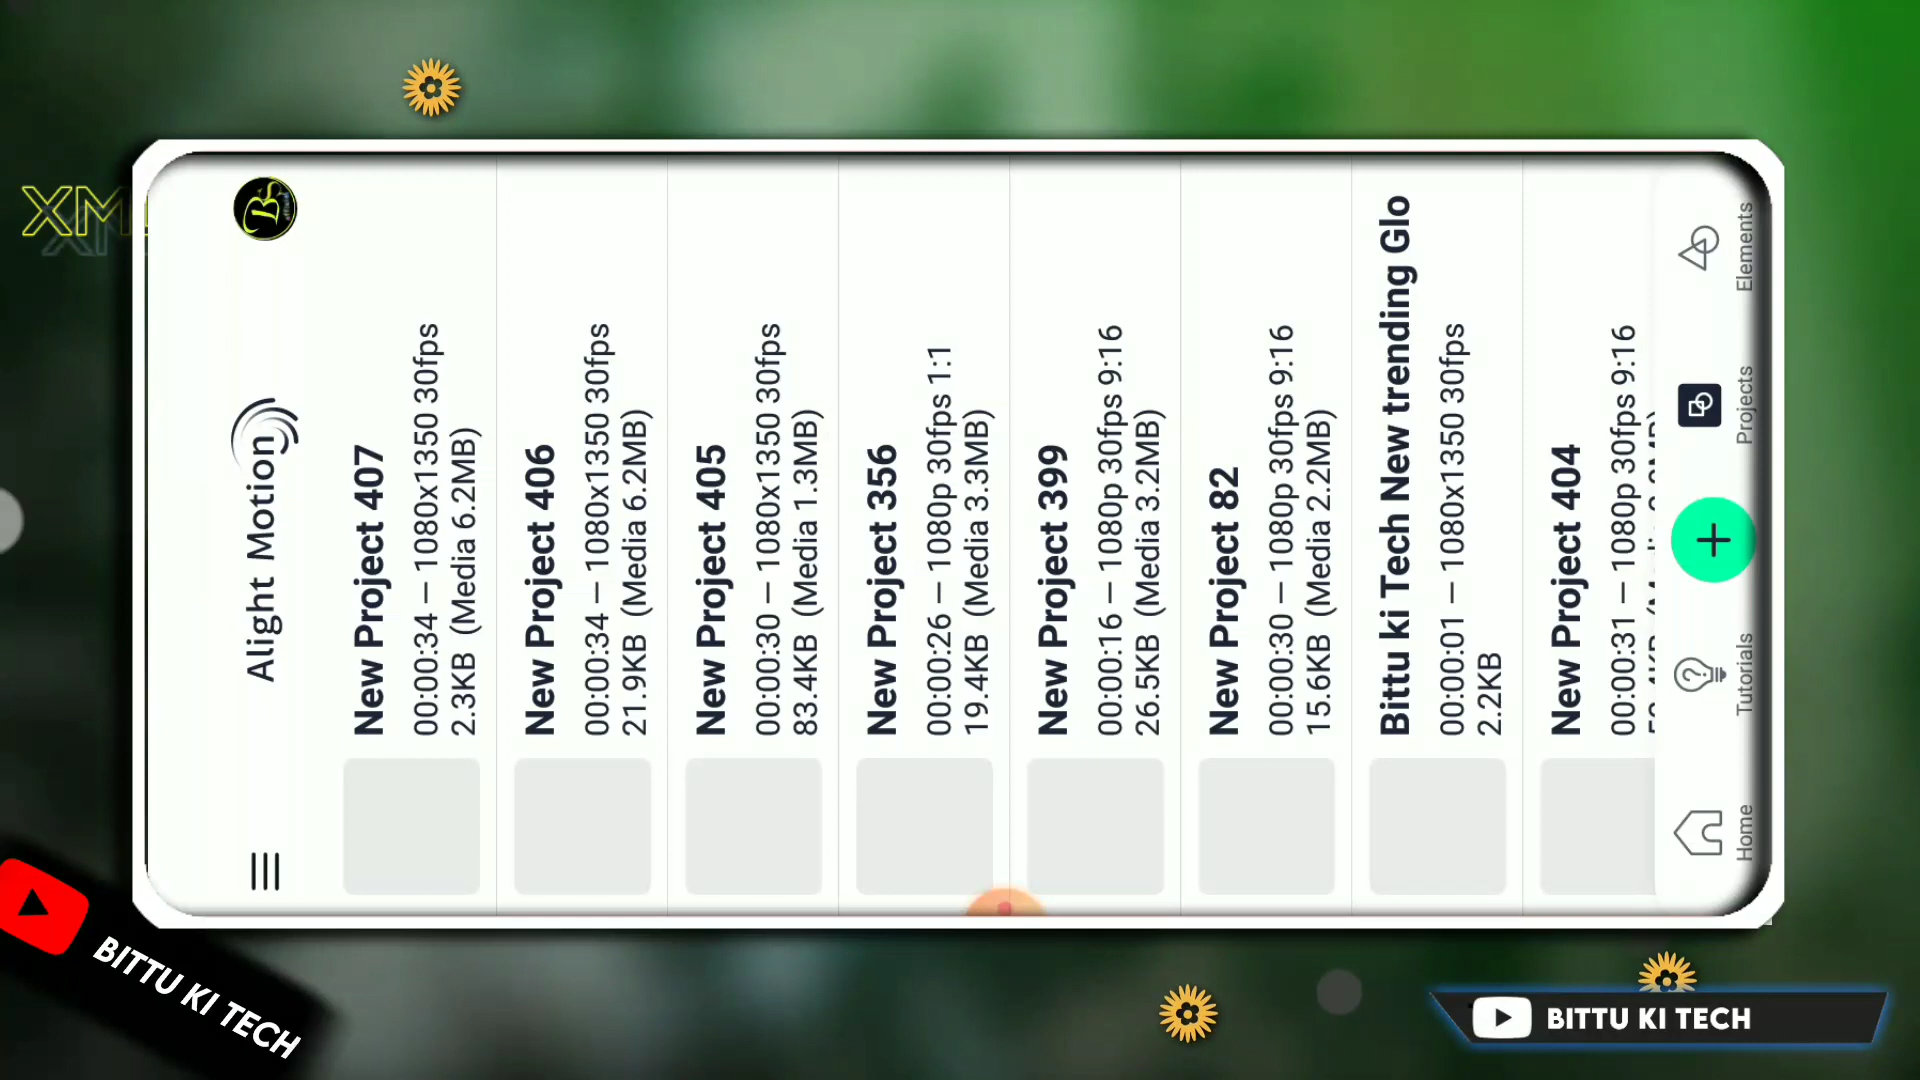 XM
Alight Motion
New Project 407
00:00:34 — 1080x1350 30fps
2.3KB (Media 6.2MB)
New Project 406
00:00:34 — 1080x1350 30fps
21.9KB (Media 6.2MB)
New Project 405
00:00:30 — 1080x1350 30fps
83.4KB (Media 1.3MB)
New Project 356
00:00:26 — 1080p 30fps 1:1
19.4KB (Media 3.3MB)
New Project 399
00:00:16 — 1080p 30fps 9:16
26.5KB (Media 3.2MB)
New Project 82
00:00:30 — 1080p 30fps 9:16
15.6KB (Media 2.2MB)
Bittu ki Tech New trending Glo
00:00:01 — 1080x1350 30fps
2.2KB
New Project 404
00:00:31 — 1080p 30fps 9:16
Home
Tutorials
Projects
Elements
BITTU KI TECH
BITTU KI TECH